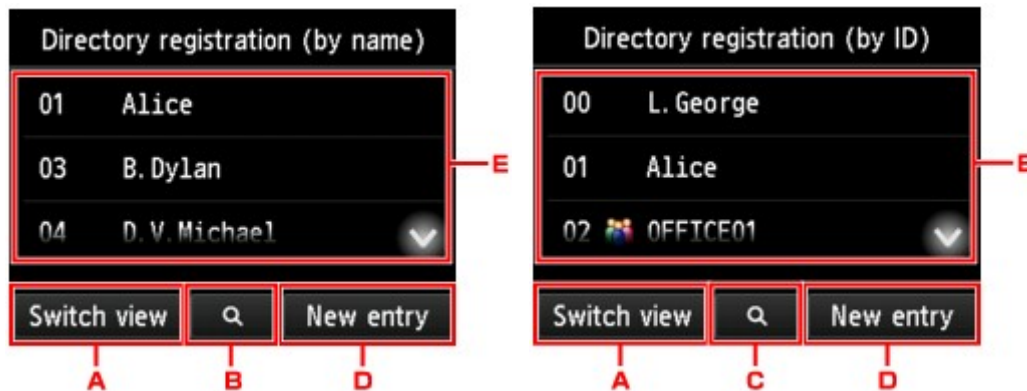 Directory registration (by name)
01 Alice
03 B.Dylan
04 D.V.Michael
E
Switch view
New entry
A
B
D
Directory registration (by ID)
00 L.George
01 Alice
02 OFFICE01
E
Switch view
New entry
A
C
D